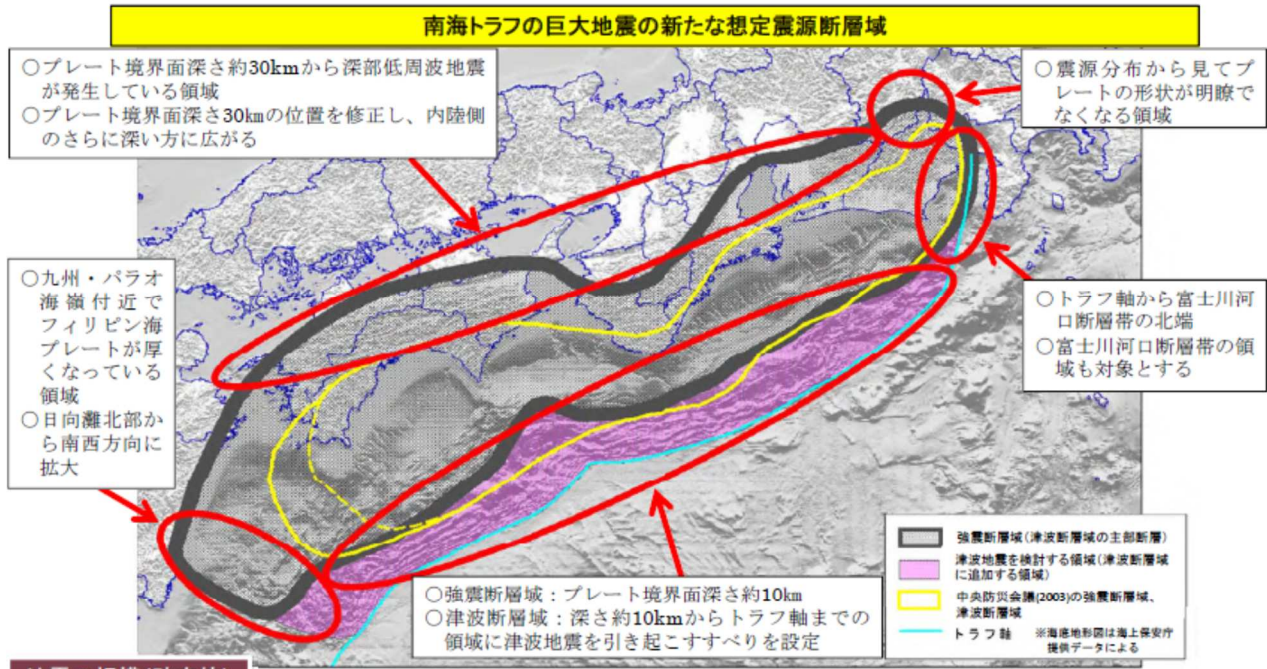 南海トラフの巨大地震の新たな想定震源断層域
○プレート境界面深さ約30kmから深部低周波地震
が発生している領域
○プレート境界面深さ30㎞の位置を修正し、内陸側
のさらに深い方に広がる
○震源分布から見てプ
レートの形状が明瞭で
なくなる領域
○九州・パラオ
海嶺付近で
フィリピン海
プレートが厚
くなっている
領域
○日向灘北部か
ら南西方向に
拡大
○トラフ軸から富士川河
口断層帯の北端
○富士川河口断層帯の領
域も対象とする
○強震断層域：プレート境界面深さ約10㎞
○津波断層域：深さ約10kmからトラフ軸までの
領域に津波地震を引き起こすすべりを設定
強震断層域(津波断層域の主部断層)
津波地震を検討する領域(津波断層域
に追加する領域)
中央防災会議(2003)の強震断層域、
津波断層域
トラフ軸
※海底地形図は海上保安庁
提供データによる